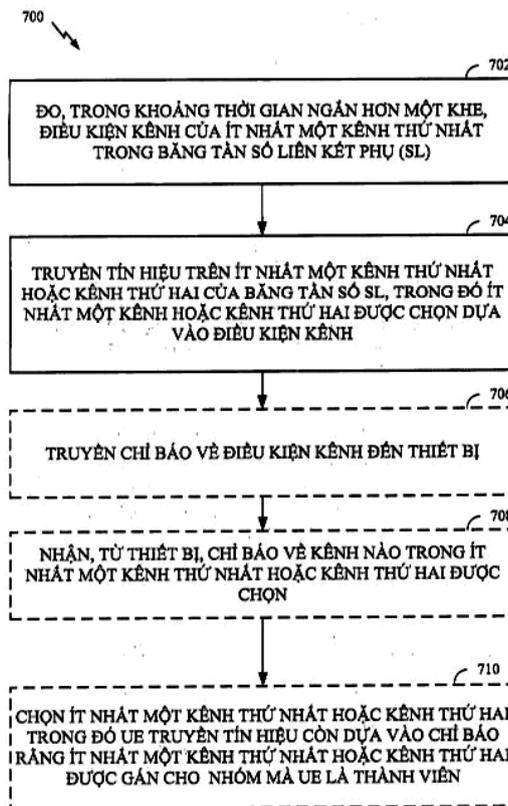 700
702
ĐO, TRONG KHOẢNG THỜI GIAN NGẮN HƠN MỘT KHE,
ĐIỀU KIỆN KÊNH CỦA ÍT NHẤT MỘT KÊNH THỨ NHẤT
TRONG BĂNG TẦN SỐ LIÊN KẾT PHỤ (SL)
704
TRUYỀN TÍN HIỆU TRÊN ÍT NHẤT MỘT KÊNH THỨ NHẤT
HOẶC KÊNH THỨ HAI CỦA BĂNG TẦN SỐ SL, TRONG ĐÓ ÍT
NHẤT MỘT KÊNH HOẶC KÊNH THỨ HAI ĐƯỢC CHỌN DỰA
VÀO ĐIỀU KIỆN KÊNH
706
TRUYỀN CHỈ BÁO VỀ ĐIỀU KIỆN KÊNH ĐẾN THIẾT BỊ
708
NHẬN, TỪ THIẾT BỊ, CHỈ BÁO VỀ KÊNH NÀO TRONG ÍT
NHẤT MỘT KÊNH THỨ NHẤT HOẶC KÊNH THỨ HAI ĐƯỢC
CHỌN
710
CHỌN ÍT NHẤT MỘT KÊNH THỨ NHẤT HOẶC KÊNH THỨ HAI
TRONG ĐÓ UE TRUYỀN TÍN HIỆU CÒN DỰA VÀO CHỈ BÁO
RẰNG ÍT NHẤT MỘT KÊNH THỨ NHẤT HOẶC KÊNH THỨ HAI
ĐƯỢC GÁN CHO NHÓM MÀ UE LÀ THÀNH VIÊN